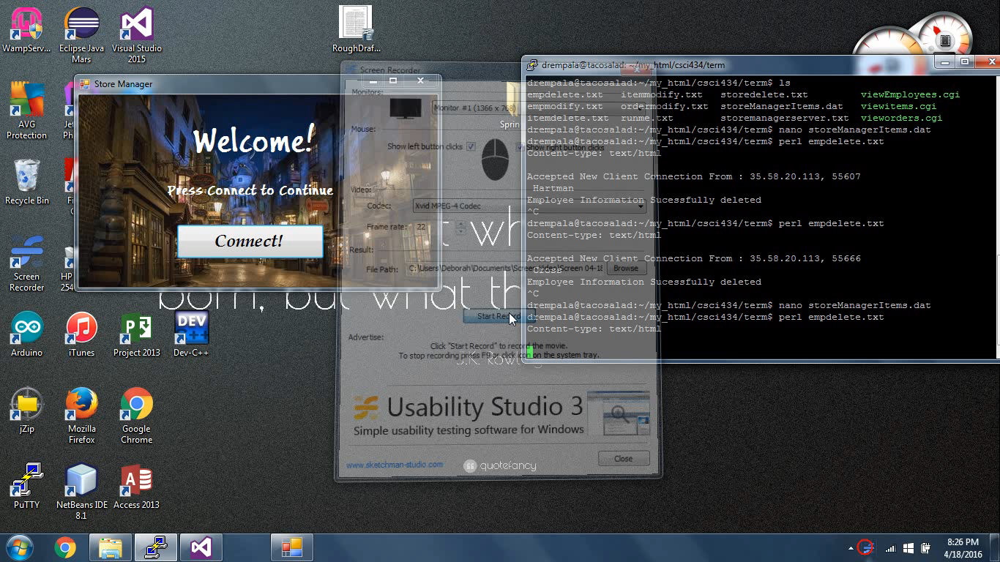 WampServ...
Eclipse Java Mars
Visual Studio 2015
RoughDraf...
AVG Protection
Recycle Bin
Screen Recorder
Arduino
iTunes
Project 2013
Dev-C++
jZip
Mozilla Firefox
Google Chrome
PuTTY
NetBeans IDE 8.1
Access 2013
DEV
Store Manager
Welcome!
Press Connect to Continue
Connect!
Screen Recorder
Monitors:
Monitor #1 (1366 x 768)
Mouse:
Show left button clicks
Show right button clicks
Video:
Codec:
Xvid MPEG-4 Codec
Frame rate:
22
Result:
File Path:
C:\Users\Deborah\Documents\Screen
Browse
Start Record
Advertise:
Click "Start Record" to record the movie.
To stop recording press F9 or click icon on the system tray.
Usability Studio 3
Simple usability testing software for Windows
www.sketchman-studio.com
quotefancy
Close
Sprin
born, but what th
drempala@tacosalad: ~/my_html/csci434/term
drempala@tacosalad:~/my_html/csci434/term$ ls
empdelete.txt itemmodify.txt storedelete.txt viewEmployees.cgi
empmodify.txt ordermodify.txt storeManagerItems.dat viewitems.cgi
itemdelete.txt runme.txt storemanagerserver.txt vieworders.cgi
drempala@tacosalad:~/my_html/csci434/term$ nano storeManagerItems.dat
drempala@tacosalad:~/my_html/csci434/term$ perl empdelete.txt
Content-type: text/html
Accepted New Client Connection From : 35.58.20.113, 55607
Hartman
Employee Information Sucessfully deleted
^C
drempala@tacosalad:~/my_html/csci434/term$ perl empdelete.txt
Content-type: text/html
Accepted New Client Connection From : 35.58.20.113, 55666
Cross
Employee Information Sucessfully deleted
^C
drempala@tacosalad:~/my_html/csci434/term$ nano storeManagerItems.dat
drempala@tacosalad:~/my_html/csci434/term$ perl empdelete.txt
Content-type: text/html
8:26 PM
4/18/2016